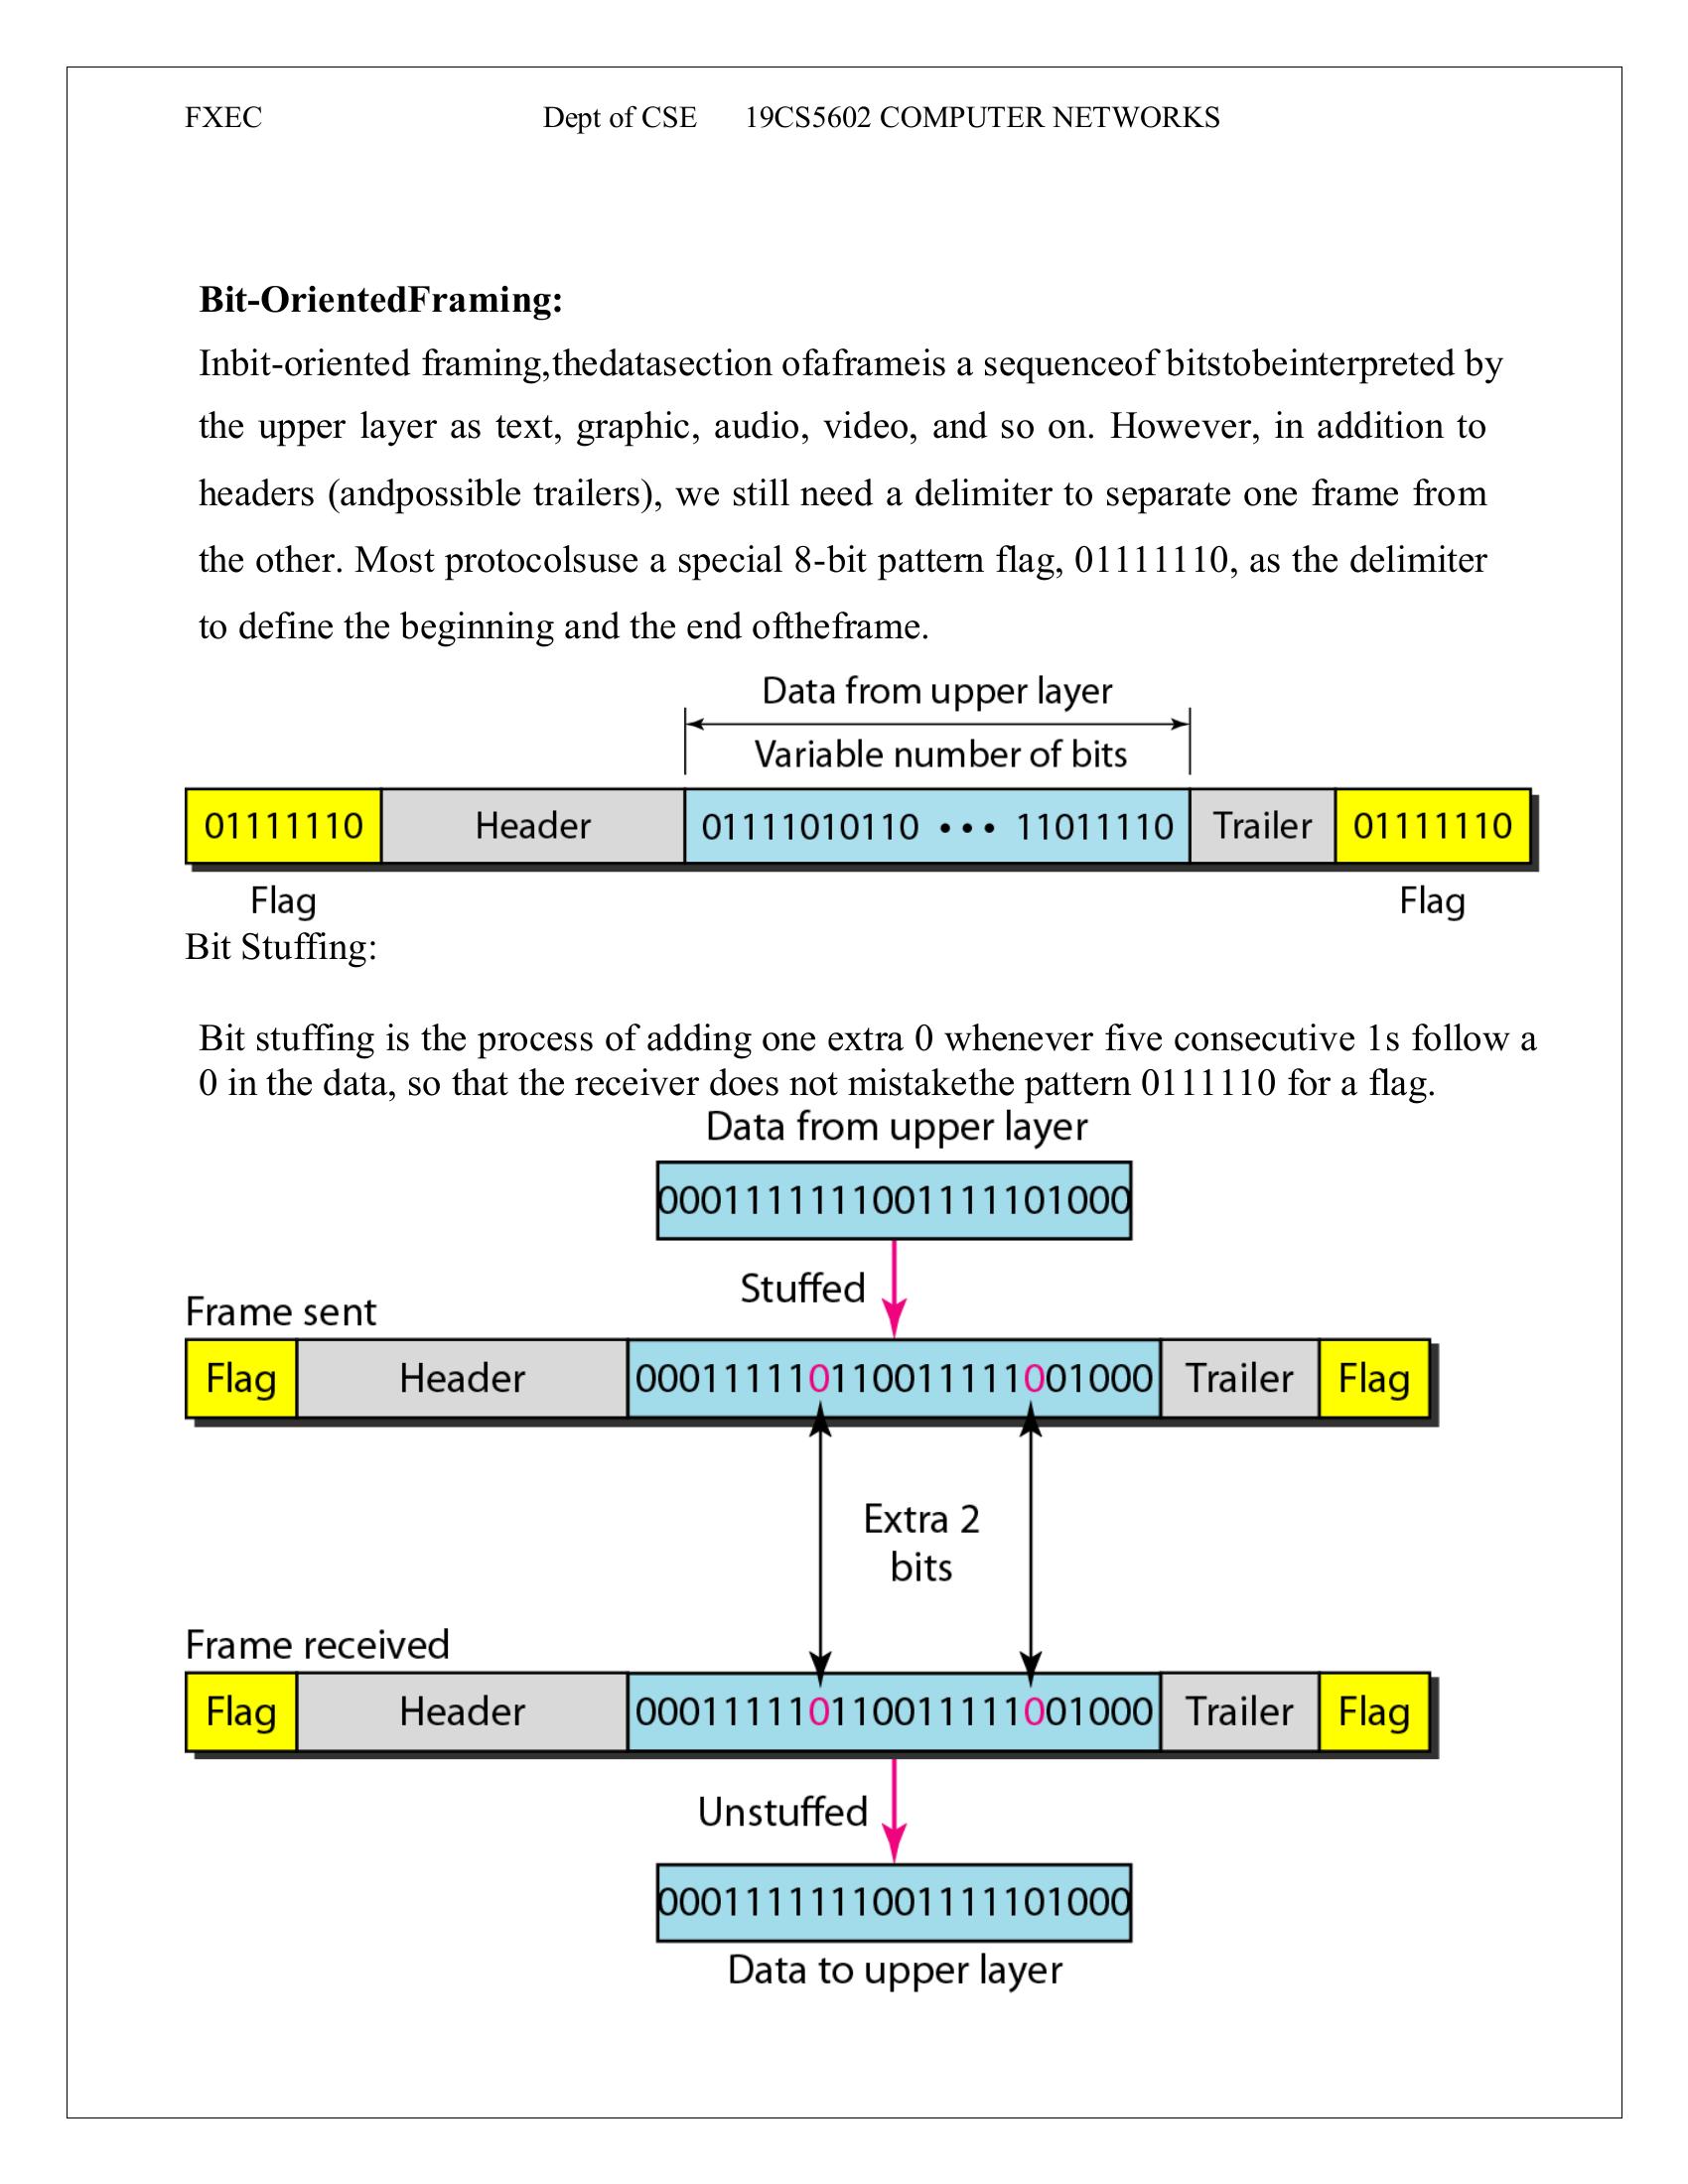 FXEC Dept of CSE 19CS5602 COMPUTER NETWORKS
Bit-OrientedFraming:
Inbit-oriented framing,thedatasection ofaframeis a sequenceof bitstobeinterpreted by
the upper layer as text, graphic, audio, video, and so on. However, in addition to
headers (andpossible trailers), we still need a delimiter to separate one frame from
the other. Most protocolsuse a special 8-bit pattern flag, 01111110, as the delimiter
to define the beginning and the end oftheframe.
Data from upper layer
Variable number of bits
01111110 Header 01111010110 ••• 11011110 Trailer 01111110
Flag Flag
Bit Stuffing:
Bit stuffing is the process of adding one extra 0 whenever five consecutive 1s follow a
0 in the data, so that the receiver does not mistakethe pattern 0111110 for a flag.
Data from upper layer
0001111111001111101000
Stuffed
Frame sent
Flag Header 000111110110011111001000 Trailer Flag
Extra 2
bits
Frame received
Flag Header 000111110110011111001000 Trailer Flag
Unstuffed
0001111111001111101000
Data to upper layer